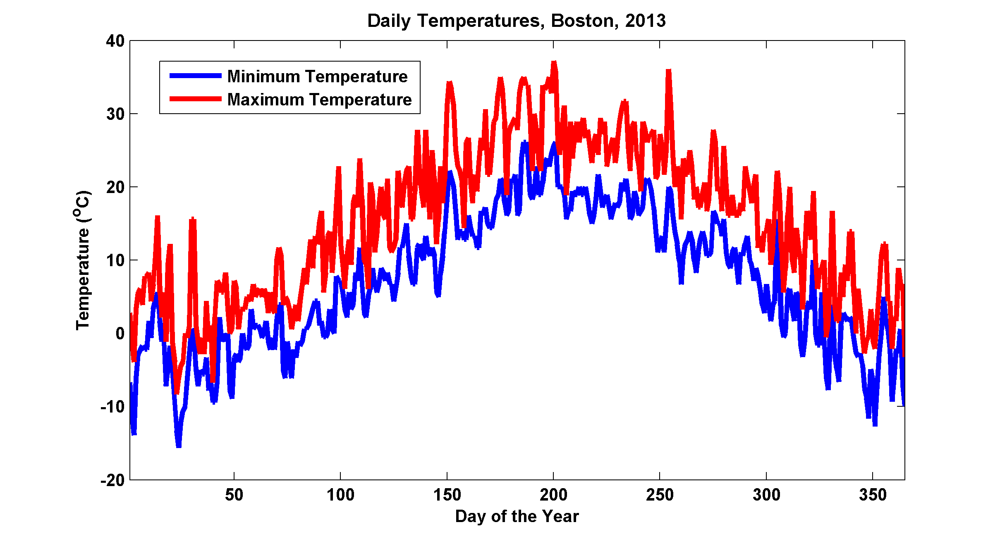 Daily Temperatures, Boston, 2013
40
30
20
10
0
-10
-20
Minimum Temperature
Maximum Temperature
Temperature (ºC)
50 100 150 200 250 300 350
Day of the Year